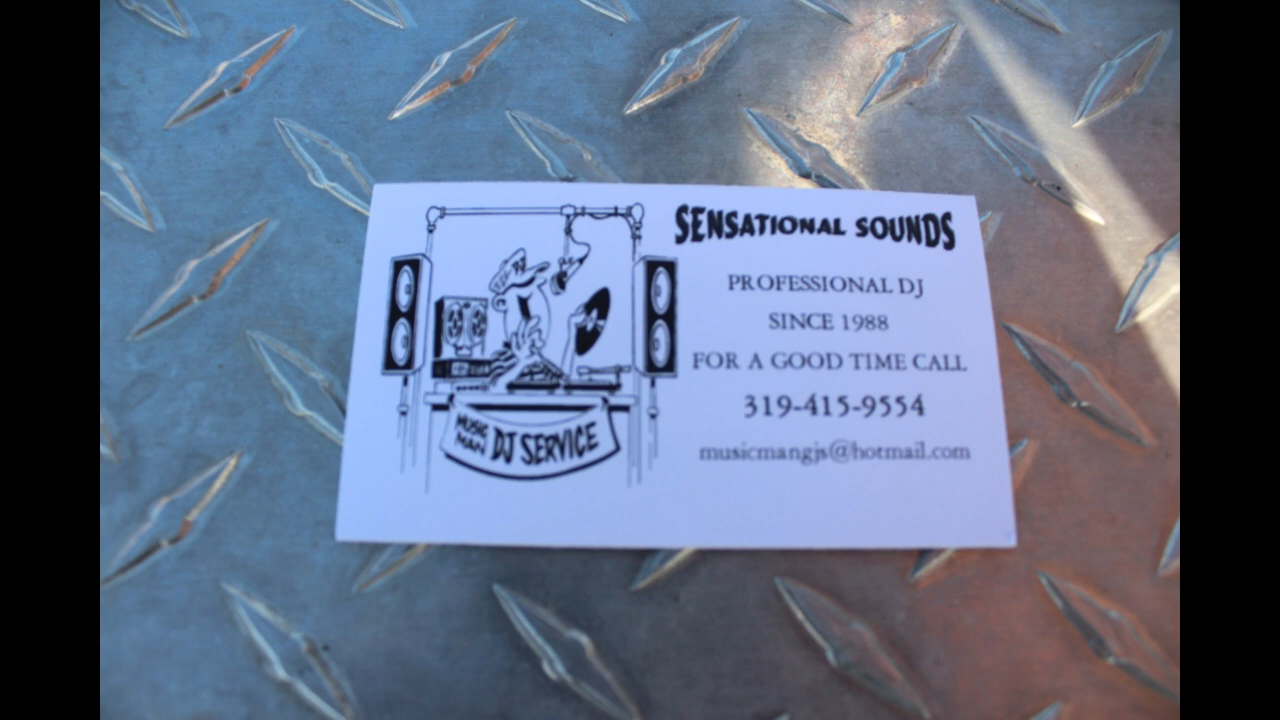 SENSATIONAL SOUNDS
PROFESSIONAL DJ
SINCE 1988
FOR A GOOD TIME CALL
319-415-9554
musicmangjs@hotmail.com
MUSIC
MAN
DJ SERVICE